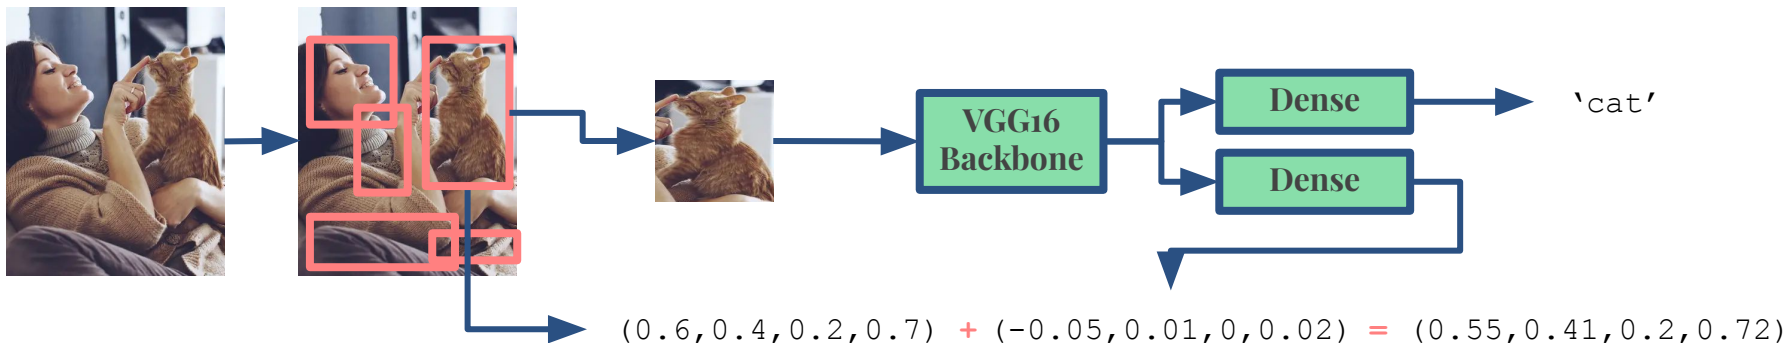 VGG16
Backbone
Dense
Dense
‘cat’
(0.6,0.4,0.2,0.7) + (-0.05,0.01,0,0.02) = (0.55,0.41,0.2,0.72)